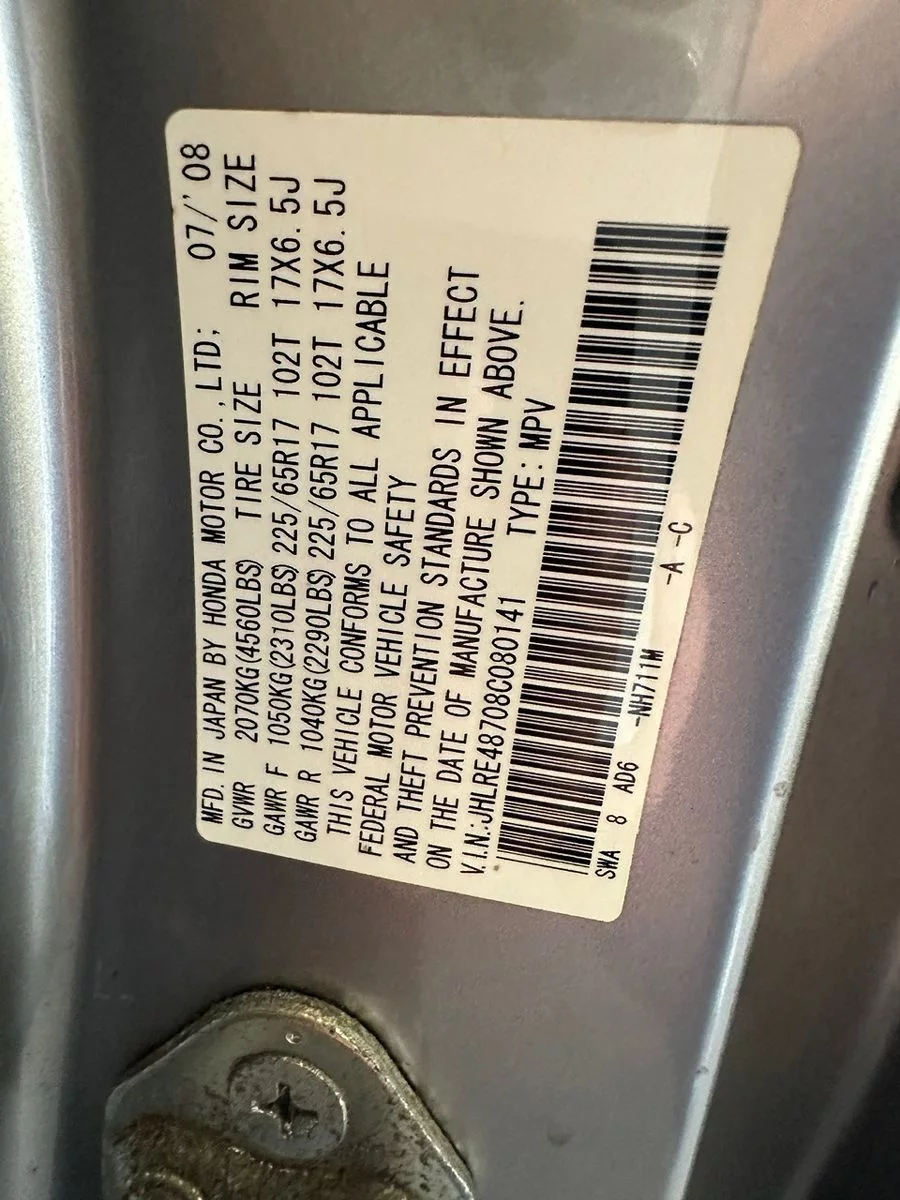 MFD. IN JAPAN BY HONDA MOTOR CO.,LTD; 07/'08
GVWR 2070KG(4560LBS) TIRE SIZE RIM SIZE
GAWR F 1050KG(2310LBS) 225/65R17 102T 17X6.5J
GAWR R 1040KG(2290LBS) 225/65R17 102T 17X6.5J
THIS VEHICLE CONFORMS TO ALL APPLICABLE
FEDERAL MOTOR VEHICLE SAFETY
AND THEFT PREVENTION STANDARDS IN EFFECT
ON THE DATE OF MANUFACTURE SHOWN ABOVE.
V.I.N.:JHLRE48708C080141 TYPE:MPV
SWA 8 AD6 -NH711M -A -C